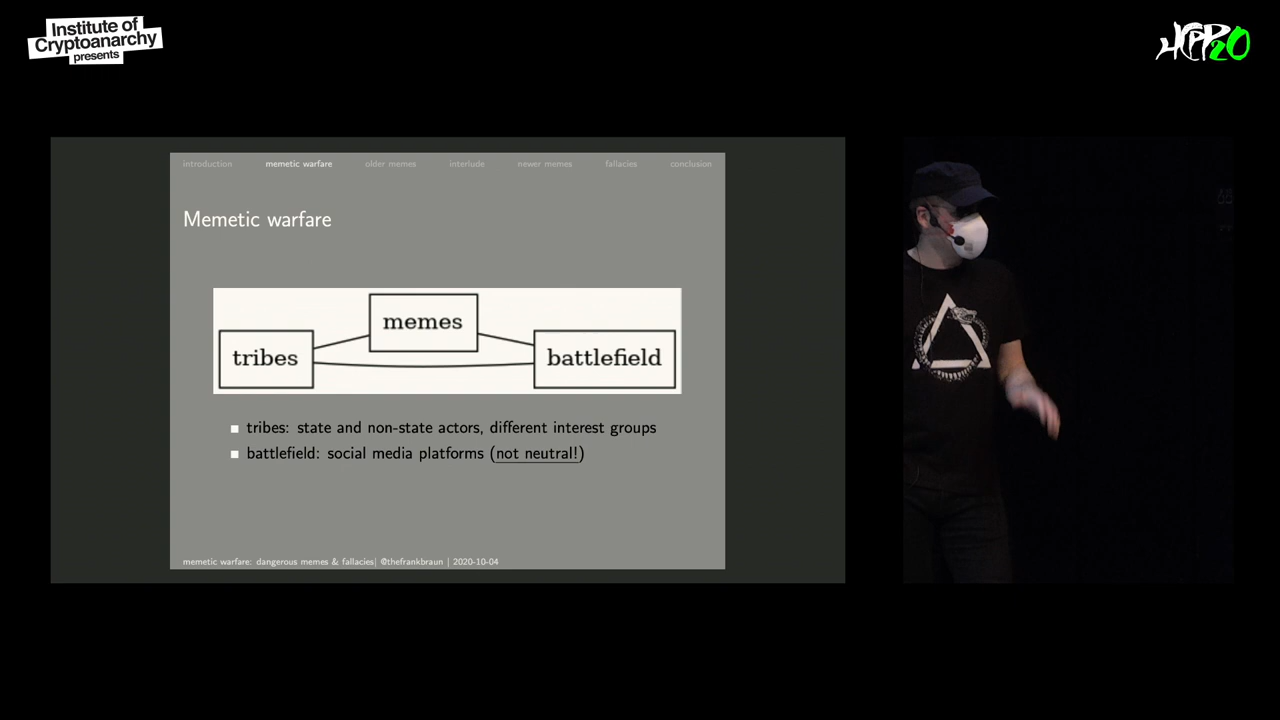 Institute of
Cryptoanarchy
presents
HCPP20
introduction memetic warfare older memes interlude newer memes fallacies conclusion
Memetic warfare
memes
tribes
battlefield
tribes: state and non-state actors, different interest groups
battlefield: social media platforms (not neutral!)
memetic warfare: dangerous memes & fallacies| @thefrankbraun | 2020-10-04